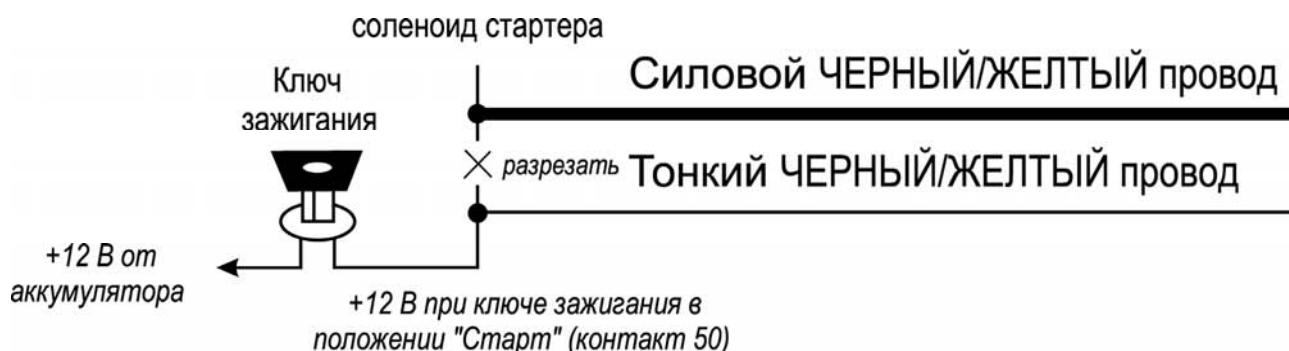 соленоид стартера
Силовой ЧЕРНЫЙ/ЖЕЛТЫЙ провод
Ключ
зажигания
разрезать
Тонкий ЧЕРНЫЙ/ЖЕЛТЫЙ провод
+12 В от
аккумулятора
+12 В при ключе зажигания в
положении "Старт" (контакт 50)